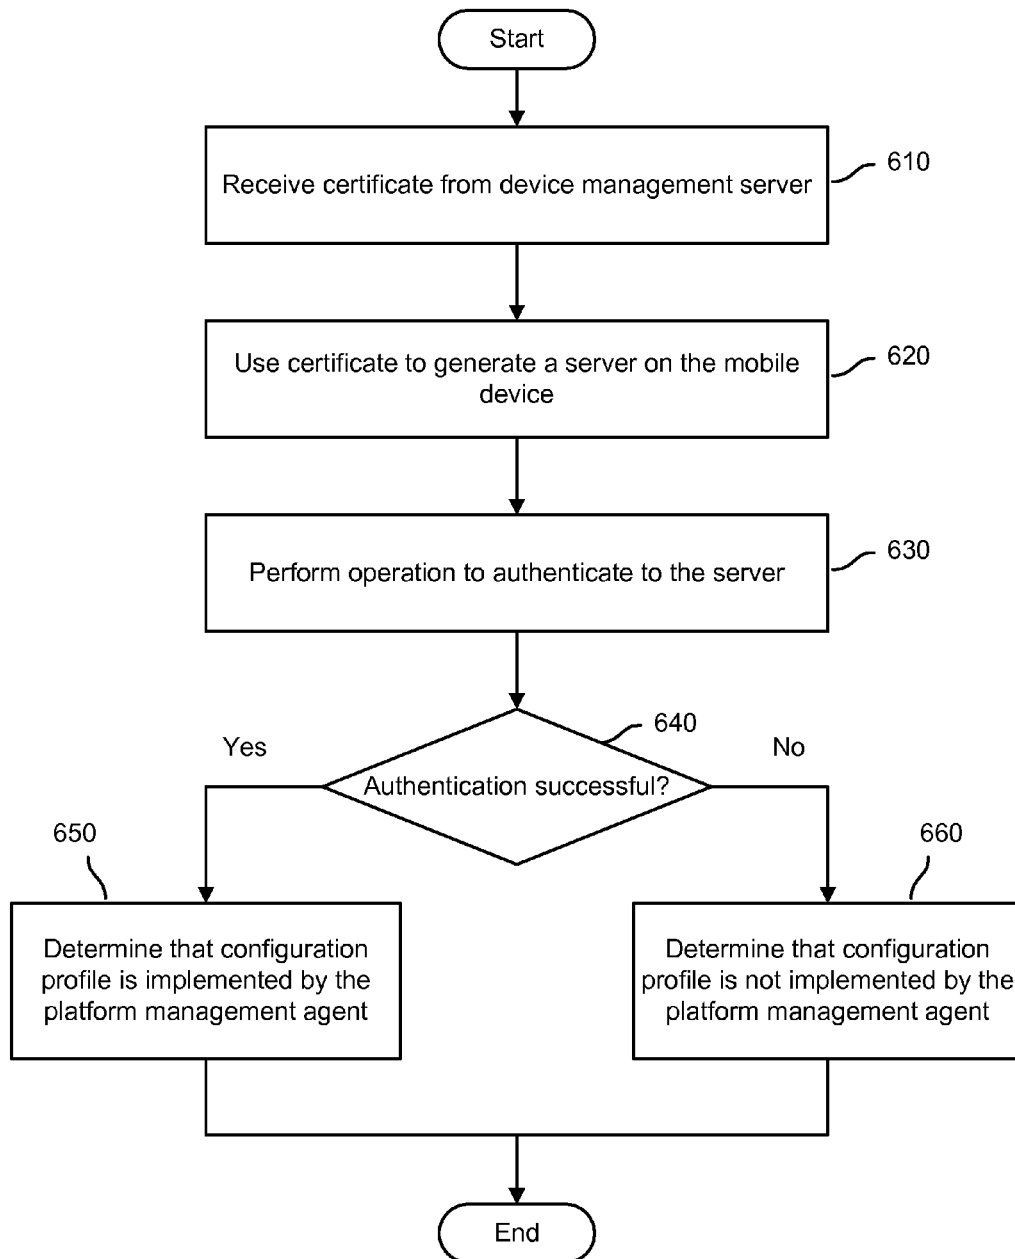 Start
Receive certificate from device management server
610
Use certificate to generate a server on the mobile
device
620
Perform operation to authenticate to the server
630
640
Yes
No
Authentication successful?
650
660
Determine that configuration
profile is implemented by the
platform management agent
Determine that configuration
profile is not implemented by the
platform management agent
End